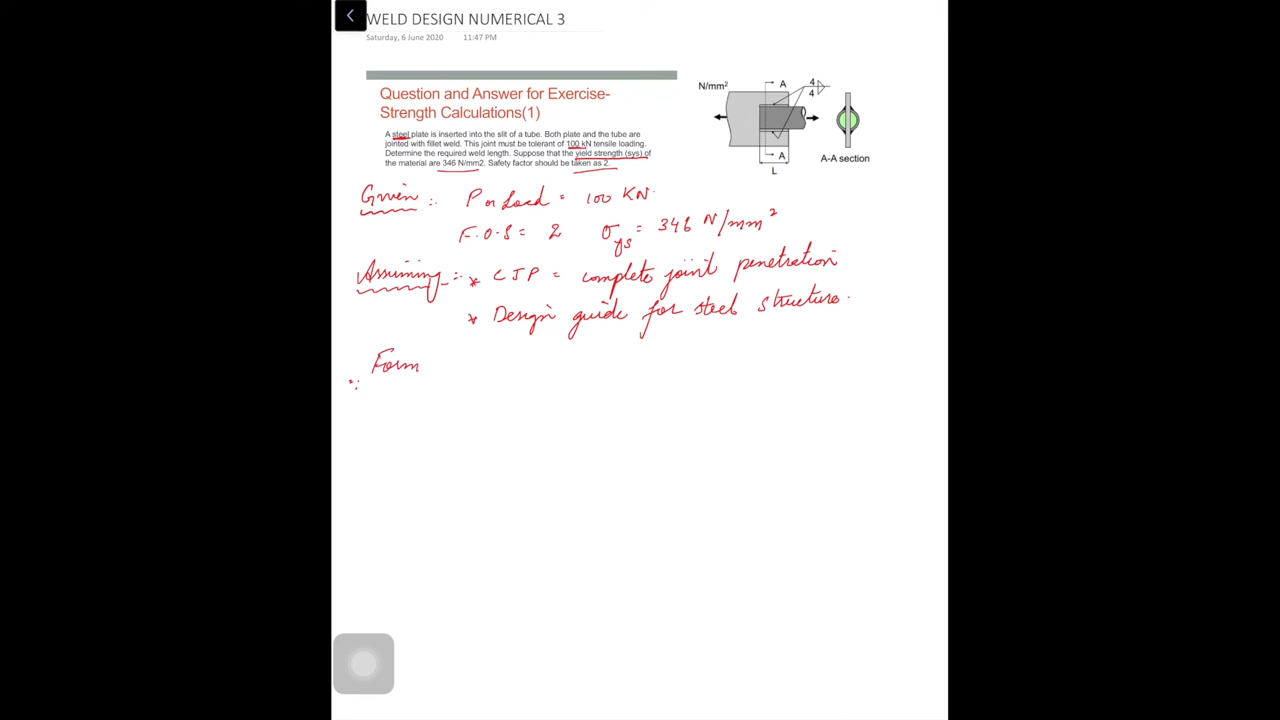 WELD DESIGN NUMERICAL 3
Saturday, 6 June 2020 11:47 PM
Question and Answer for Exercise-
Strength Calculations(1)
A steel plate is inserted into the slit of a tube. Both plate and the tube are
jointed with fillet weld. This joint must be tolerant of 100 kN tensile loading.
Determine the required weld length. Suppose that the yield strength (sys) of
the material are 346 N/mm2. Safety factor should be taken as 2.
N/mm²
A
4
4
A
L
A-A section
Given :- P or Load = 100 KN
F.O.S = 2 σys = 346 N/mm²
Assuming :- * CJP = complete joint penetration
* Design guide for steel structure.
∴ Form